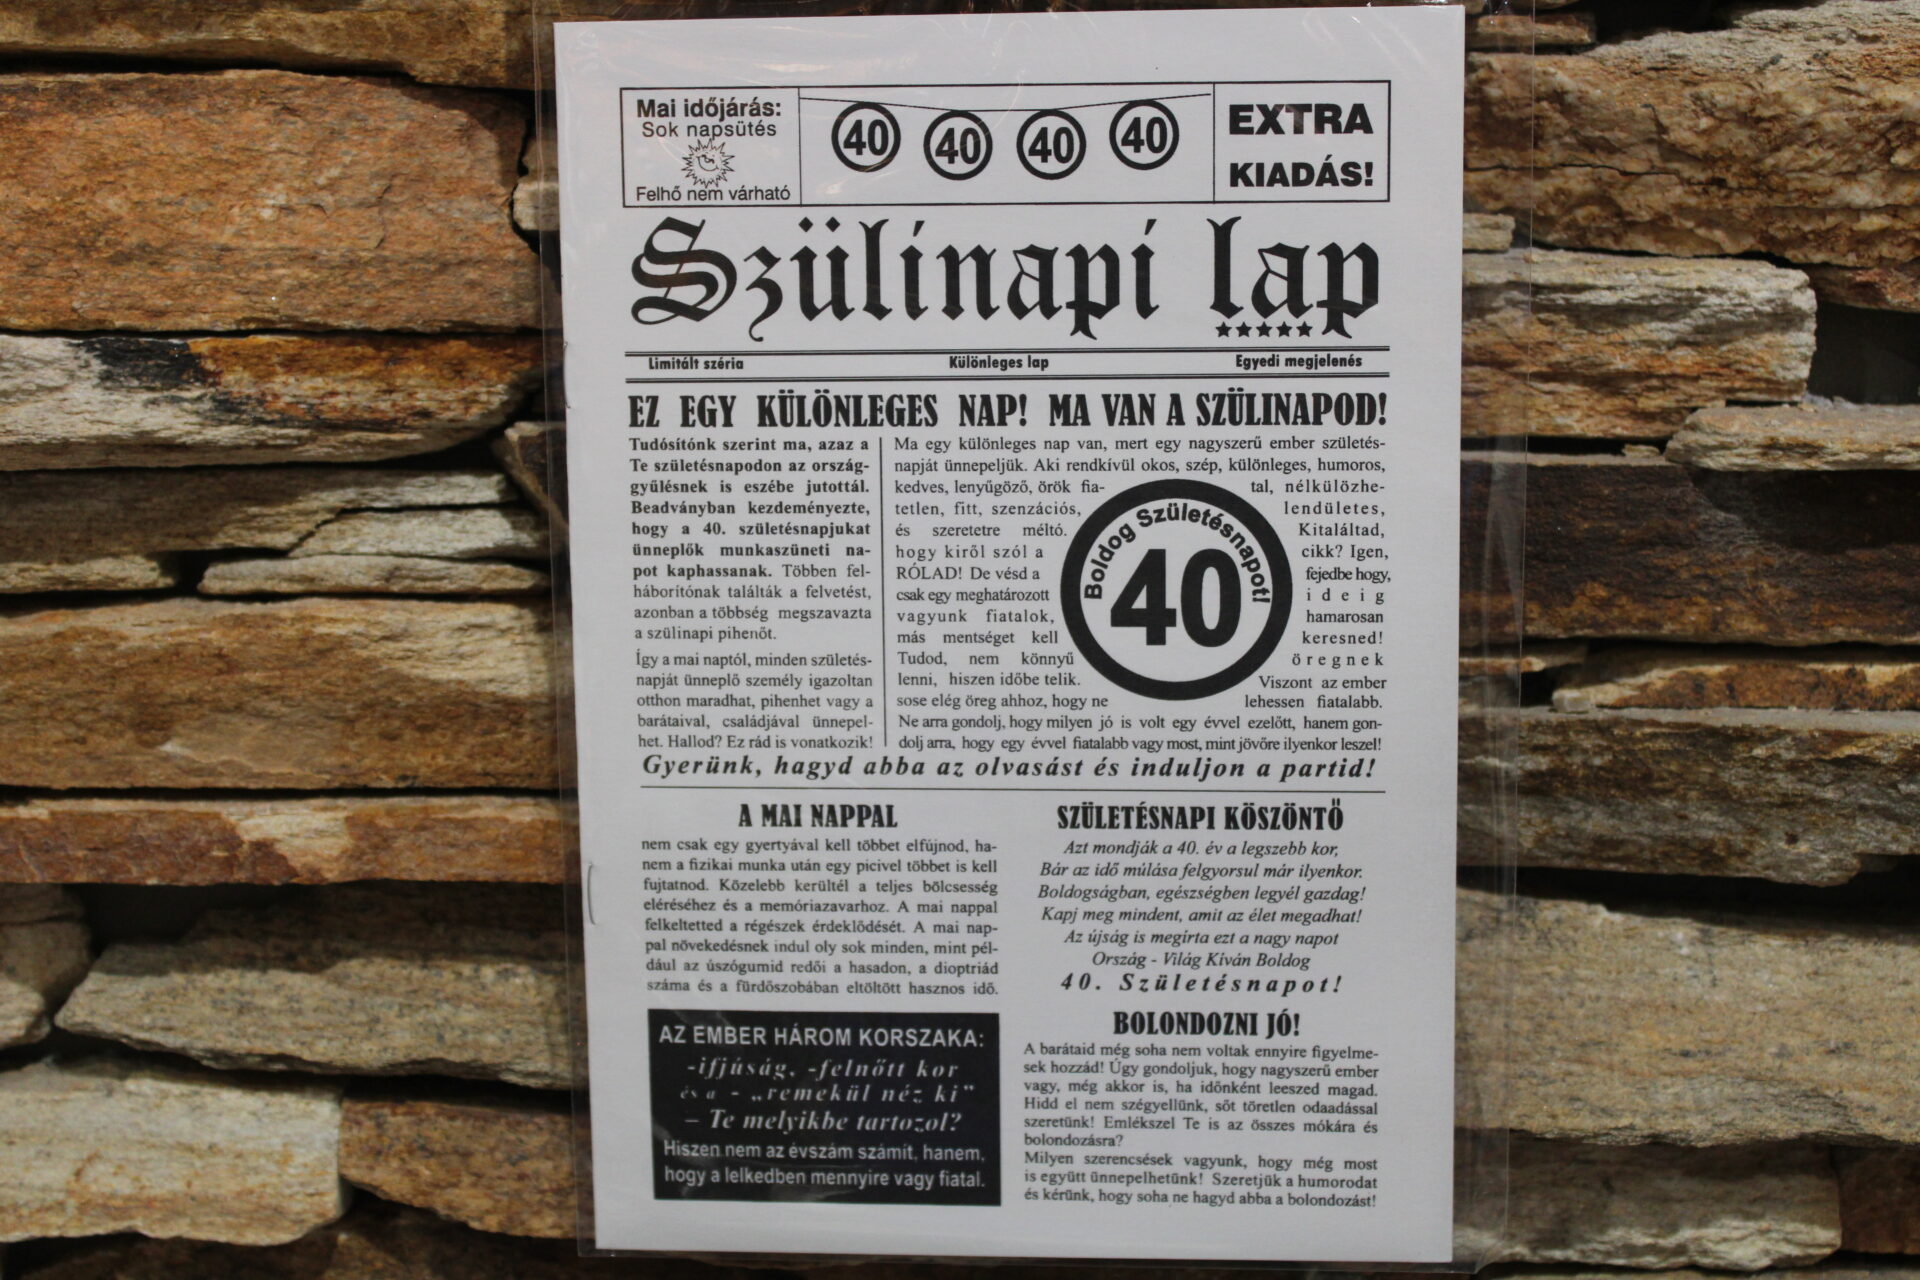 Mai időjárás:
Sok napsütés
Felhő nem várható
40 40 40 40
EXTRA
KIADÁS!
Szülinapi lap
Limitált széria Különleges lap Egyedi megjelenés
EZ EGY KÜLÖNLEGES NAP! MA VAN A SZÜLINAPOD!
Tudósítónk szerint ma, azaz a
Te születésnapodon az ország-
gyűlésnek is eszébe jutottál.
Beadványban kezdeményezte,
hogy a 40. születésnapjukat
ünneplők munkaszüneti na-
pot kaphassanak. Többen fel-
háborítónak találták a felvetést,
azonban a többség megszavazta
a szülinapi pihenőt.
Így a mai naptól, minden születés-
napját ünneplő személy igazoltan
otthon maradhat, pihenhet vagy a
barátaival, családjával ünnepel-
het. Hallod? Ez rád is vonatkozik!
Ma egy különleges nap van, mert egy nagyszerű ember születés-
napját ünnepeljük. Aki rendkívül okos, szép, különleges, humoros,
kedves, lenyűgöző, örök fia- tal, nélkülözhe-
tetlen, fitt, szenzációs, lendületes,
és szeretetre méltó. Kitaláltad,
hogy kiről szól a cikk? Igen,
RÓLAD! De vésd a fejedbe hogy,
csak egy meghatározott ideig
vagyunk fiatalok, hamarosan
más mentséget kell keresned!
Tudod, nem könnyű öregnek
lenni, hiszen időbe telik. Viszont az ember
sose elég öreg ahhoz, hogy ne lehessen fiatalabb.
Ne arra gondolj, hogy milyen jó is volt egy évvel ezelőtt, hanem gon-
dolj arra, hogy egy évvel fiatalabb vagy most, mint jövőre ilyenkor leszel!
Boldog Születésnapot!
40
Gyerünk, hagyd abba az olvasást és induljon a partid!
A MAI NAPPAL
nem csak egy gyertyával kell többet elfújnod, ha-
nem a fizikai munka után egy picivel többet is kell
fujtatnod. Közelebb kerültél a teljes bölcsesség
eléréséhez és a memóriazavarhoz. A mai nappal
felkeltetted a régészek érdeklődését. A mai nap-
pal növekedésnek indul oly sok minden, mint pél-
dául az úszógumid redői a hasadon, a dioptriád
száma és a fürdőszobában eltöltött hasznos idő.
AZ EMBER HÁROM KORSZAKA:
-ifjúság, -felnőtt kor
és a - „remekül néz ki”
– Te melyikbe tartozol?
Hiszen nem az évszám számít, hanem,
hogy a lelkedben mennyire vagy fiatal.
SZÜLETÉSNAPI KÖSZÖNTŐ
Azt mondják a 40. év a legszebb kor,
Bár az idő múlása felgyorsul már ilyenkor.
Boldogságban, egészségben legyél gazdag!
Kapj meg mindent, amit az élet megadhat!
Az újság is megírta ezt a nagy napot
Ország - Világ Kíván Boldog
40. Születésnapot!
BOLONDOZNI JÓ!
A barátaid még soha nem voltak ennyire figyelme-
sek hozzád! Úgy gondoljuk, hogy nagyszerű ember
vagy, még akkor is, ha időnként leeszed magad.
Hidd el nem szégyellünk, sőt töretlen odaadással
szeretünk! Emlékszel Te is az összes mókára és
bolondozásra?
Milyen szerencsések vagyunk, hogy még most
is együtt ünnepelhetünk! Szeretjük a humorodat
és kérünk, hogy soha ne hagyd abba a bolondozást!